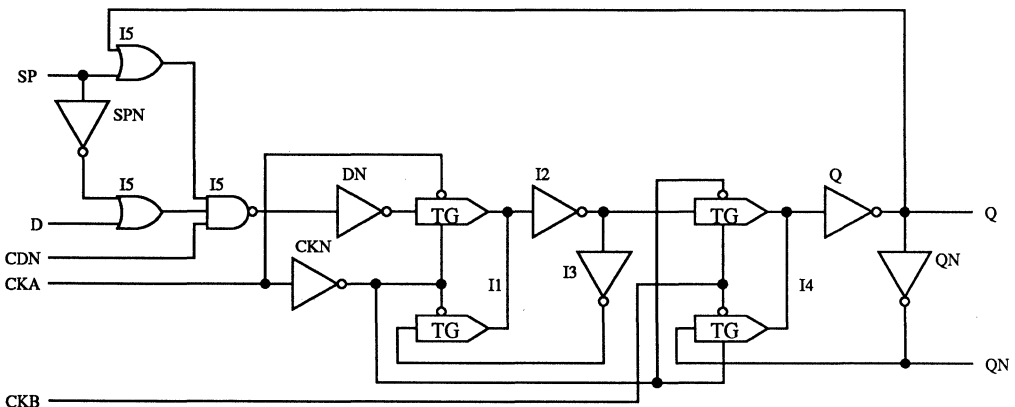 I5
SP
SPN
I5
I5
DN
I2
Q
TG
TG
Q
D
CDN
CKN
I3
QN
CKA
I1
I4
TG
TG
QN
CKB